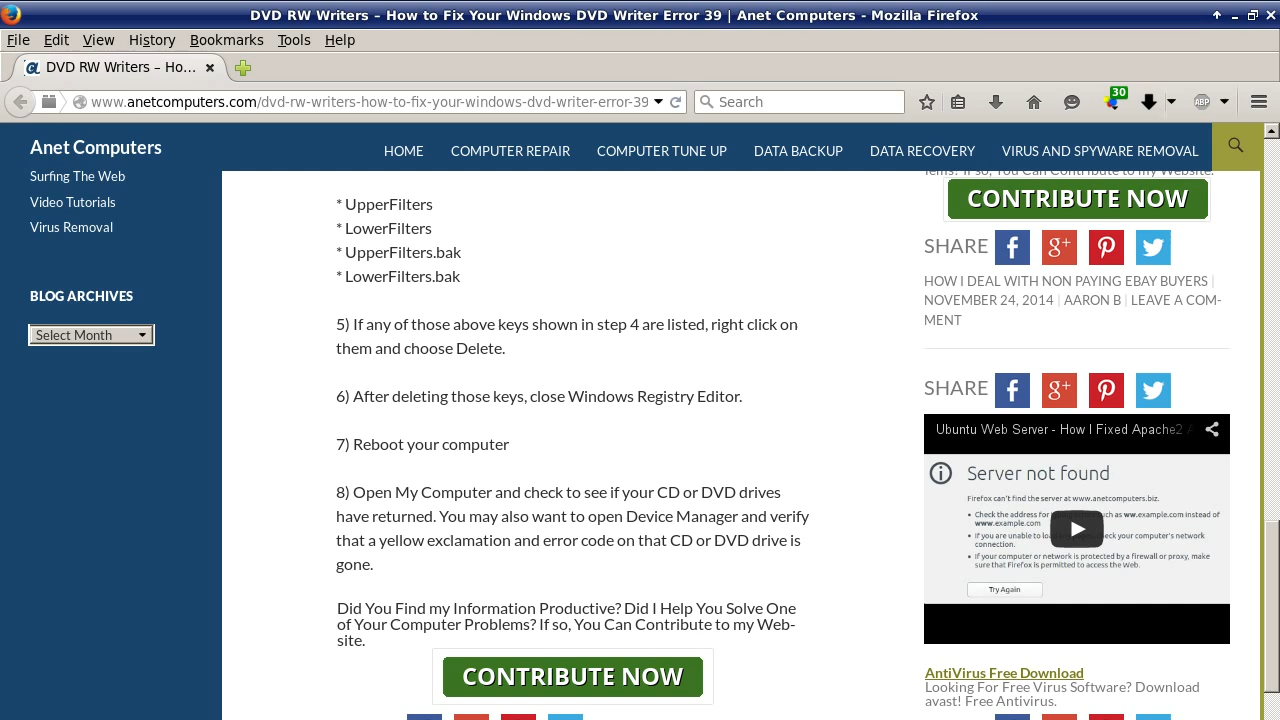 DVD RW Writers – How to Fix Your Windows DVD Writer Error 39 | Anet Computers - Mozilla Firefox
File Edit View History Bookmarks Tools Help
DVD RW Writers – Ho...
www.anetcomputers.com/dvd-rw-writers-how-to-fix-your-windows-dvd-writer-error-39
Search
30
ABP
Anet Computers
HOME COMPUTER REPAIR COMPUTER TUNE UP DATA BACKUP DATA RECOVERY VIRUS AND SPYWARE REMOVAL
Surfing The Web
Video Tutorials
Virus Removal
BLOG ARCHIVES
Select Month
* UpperFilters
* LowerFilters
* UpperFilters.bak
* LowerFilters.bak
5) If any of those above keys shown in step 4 are listed, right click on
them and choose Delete.
6) After deleting those keys, close Windows Registry Editor.
7) Reboot your computer
8) Open My Computer and check to see if your CD or DVD drives
have returned. You may also want to open Device Manager and verify
that a yellow exclamation and error code on that CD or DVD drive is
gone.
Did You Find my Information Productive? Did I Help You Solve One
of Your Computer Problems? If so, You Can Contribute to my Web-
site.
CONTRIBUTE NOW
lems? If so, You Can Contribute to my Website.
CONTRIBUTE NOW
SHARE
HOW I DEAL WITH NON PAYING EBAY BUYERS |
NOVEMBER 24, 2014 | AARON B | LEAVE A COM-
MENT
SHARE
Ubuntu Web Server - How I Fixed Apache2 A
Server not found
Firefox can't find the server at www.anetcomputers.biz.
• Check the address for such as ww.example.com instead of
www.example.com
• If you are unable to check your computer's network
connection.
• If your computer or network is protected by a firewall or proxy, make
sure that Firefox is permitted to access the Web.
Try Again
AntiVirus Free Download
Looking For Free Virus Software? Download
avast! Free Antivirus.